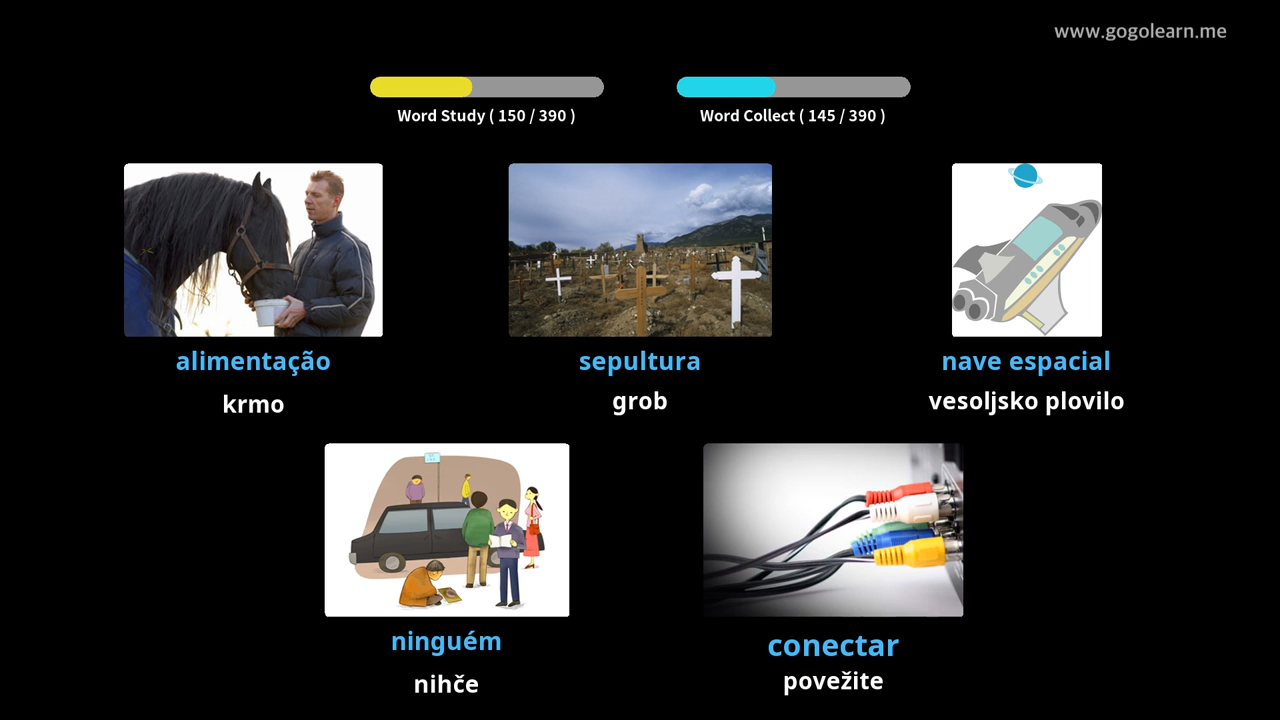 www.gogolearn.me
Word Study ( 150 / 390 )
Word Collect ( 145 / 390 )
alimentação
krmo
sepultura
grob
nave espacial
vesoljsko plovilo
ninguém
nihče
conectar
povežite